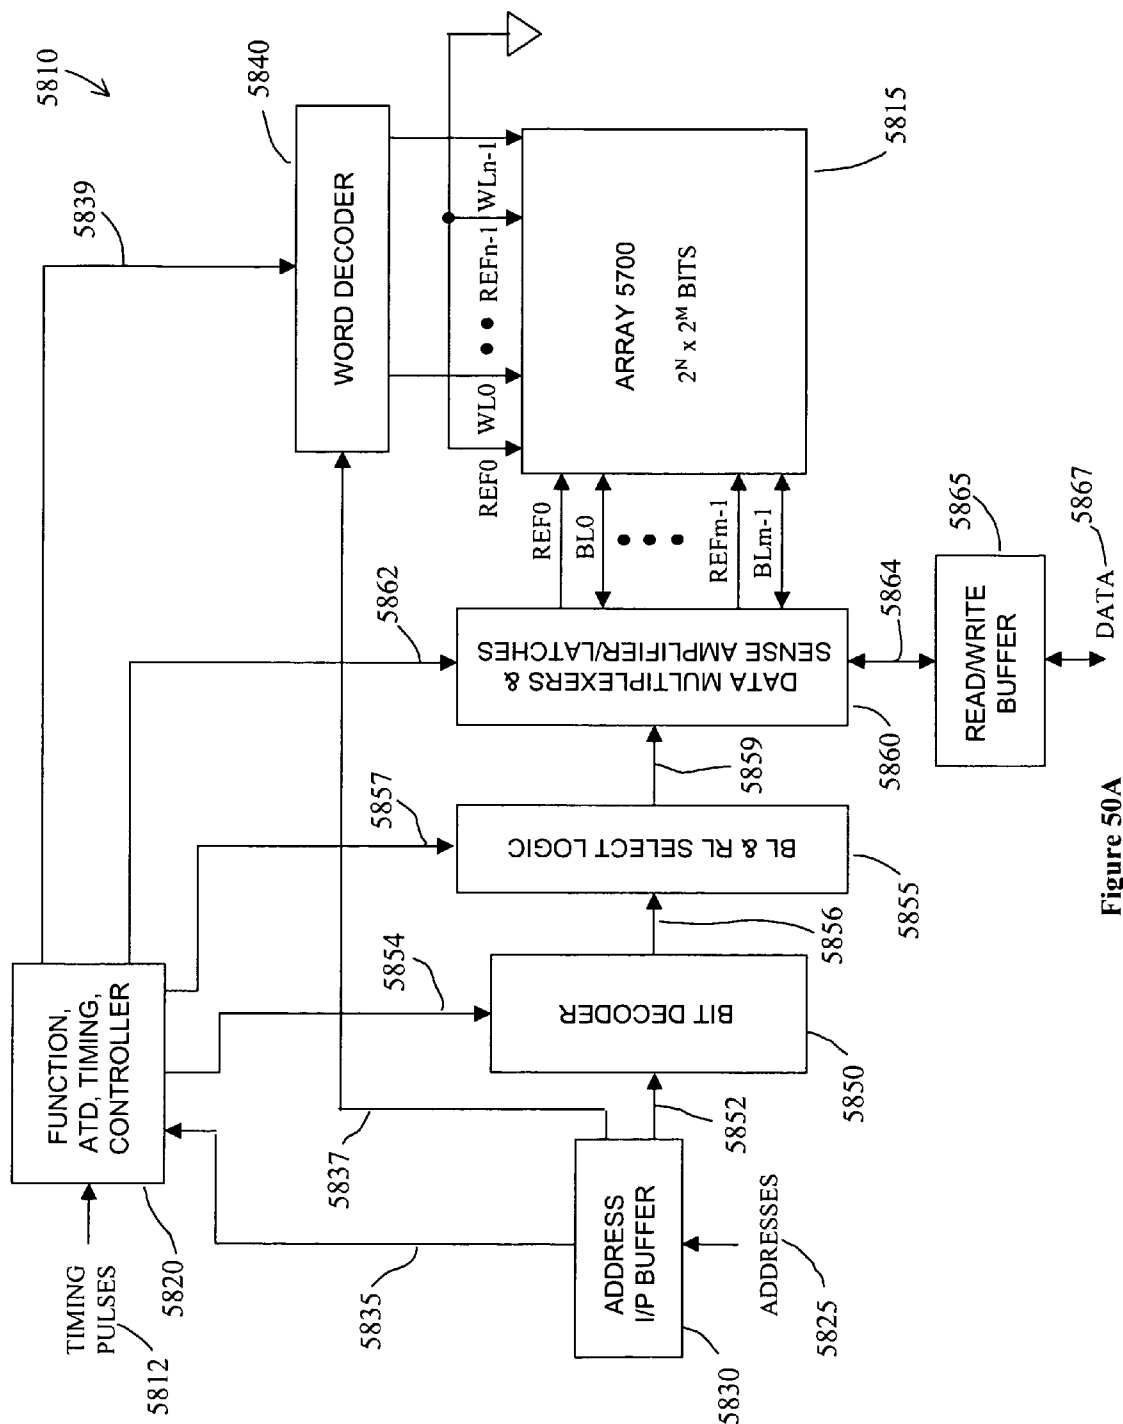 5810
5840
5839
WORD DECODER
FUNCTION,
ATD, TIMING,
CONTROLLER
TIMING
PULSES
5812
5820
REF0
WL0
REFn-1
WLn-1
ARRAY 5700
2^N x 2^M BITS
5815
5862
5857
5854
5837
5835
REF0
BL0
REFm-1
BLm-1
DATA MULTIPLEXERS &
SENSE AMPLIFIER/LATCHES
BL & RL SELECT LOGIC
BIT DECODER
5859
5856
5852
5860
5855
5850
ADDRESS
I/P BUFFER
5830
ADDRESSES
5825
5864
READ/WRITE
BUFFER
5865
DATA
5867
Figure 50A